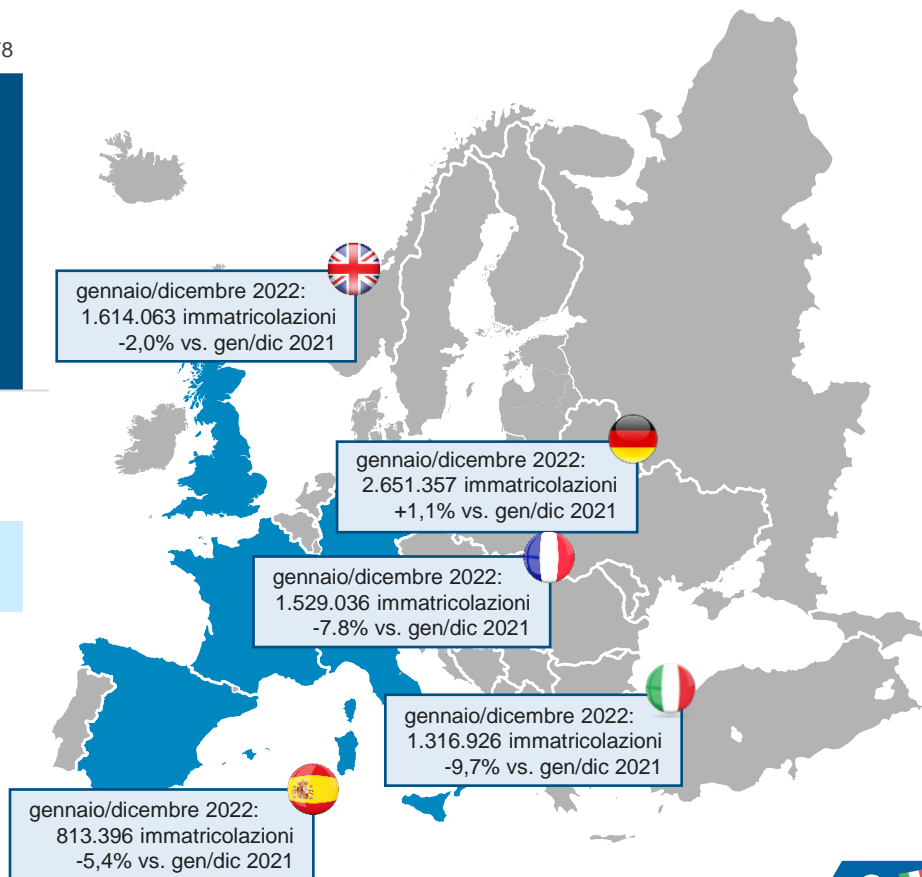 gennaio/dicembre 2022:
1.614.063 immatricolazioni
-2,0% vs. gen/dic 2021
gennaio/dicembre 2022:
2.651.357 immatricolazioni
+1,1% vs. gen/dic 2021
gennaio/dicembre 2022:
1.529.036 immatricolazioni
-7.8% vs. gen/dic 2021
gennaio/dicembre 2022:
1.316.926 immatricolazioni
-9,7% vs. gen/dic 2021
gennaio/dicembre 2022:
813.396 immatricolazioni
-5,4% vs. gen/dic 2021